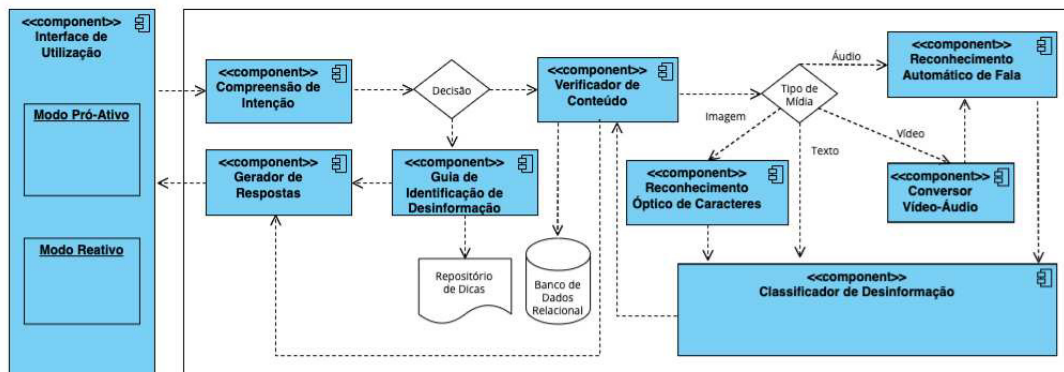 <<component>>
Interface de
Utilização
Modo Pró-Ativo
Modo Reativo
<<component>>
Compreensão de
Intenção
Decisão
<<component>>
Verificador de
Conteúdo
Tipo de
Mídia
Áudio
Imagem
Texto
Vídeo
<<component>>
Reconhecimento
Automático de Fala
<<component>>
Gerador de
Respostas
<<component>>
Guia de
Identificação de
Desinformação
<<component>>
Reconhecimento
Óptico de Caracteres
<<component>>
Conversor
Vídeo-Áudio
Repositório
de Dicas
Banco de
Dados
Relacional
<<component>>
Classificador de Desinformação